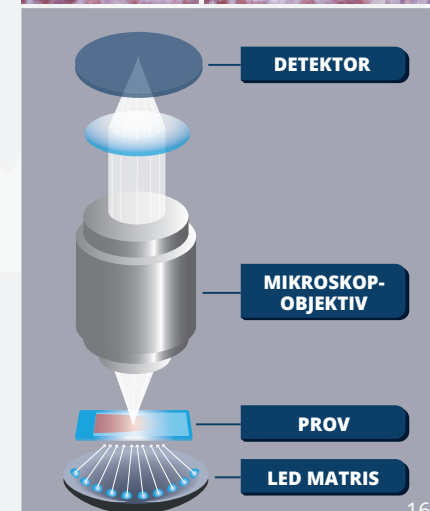 DETEKTOR
MIKROSKOP-
OBJEKTIV
PROV
LED MATRIS
16